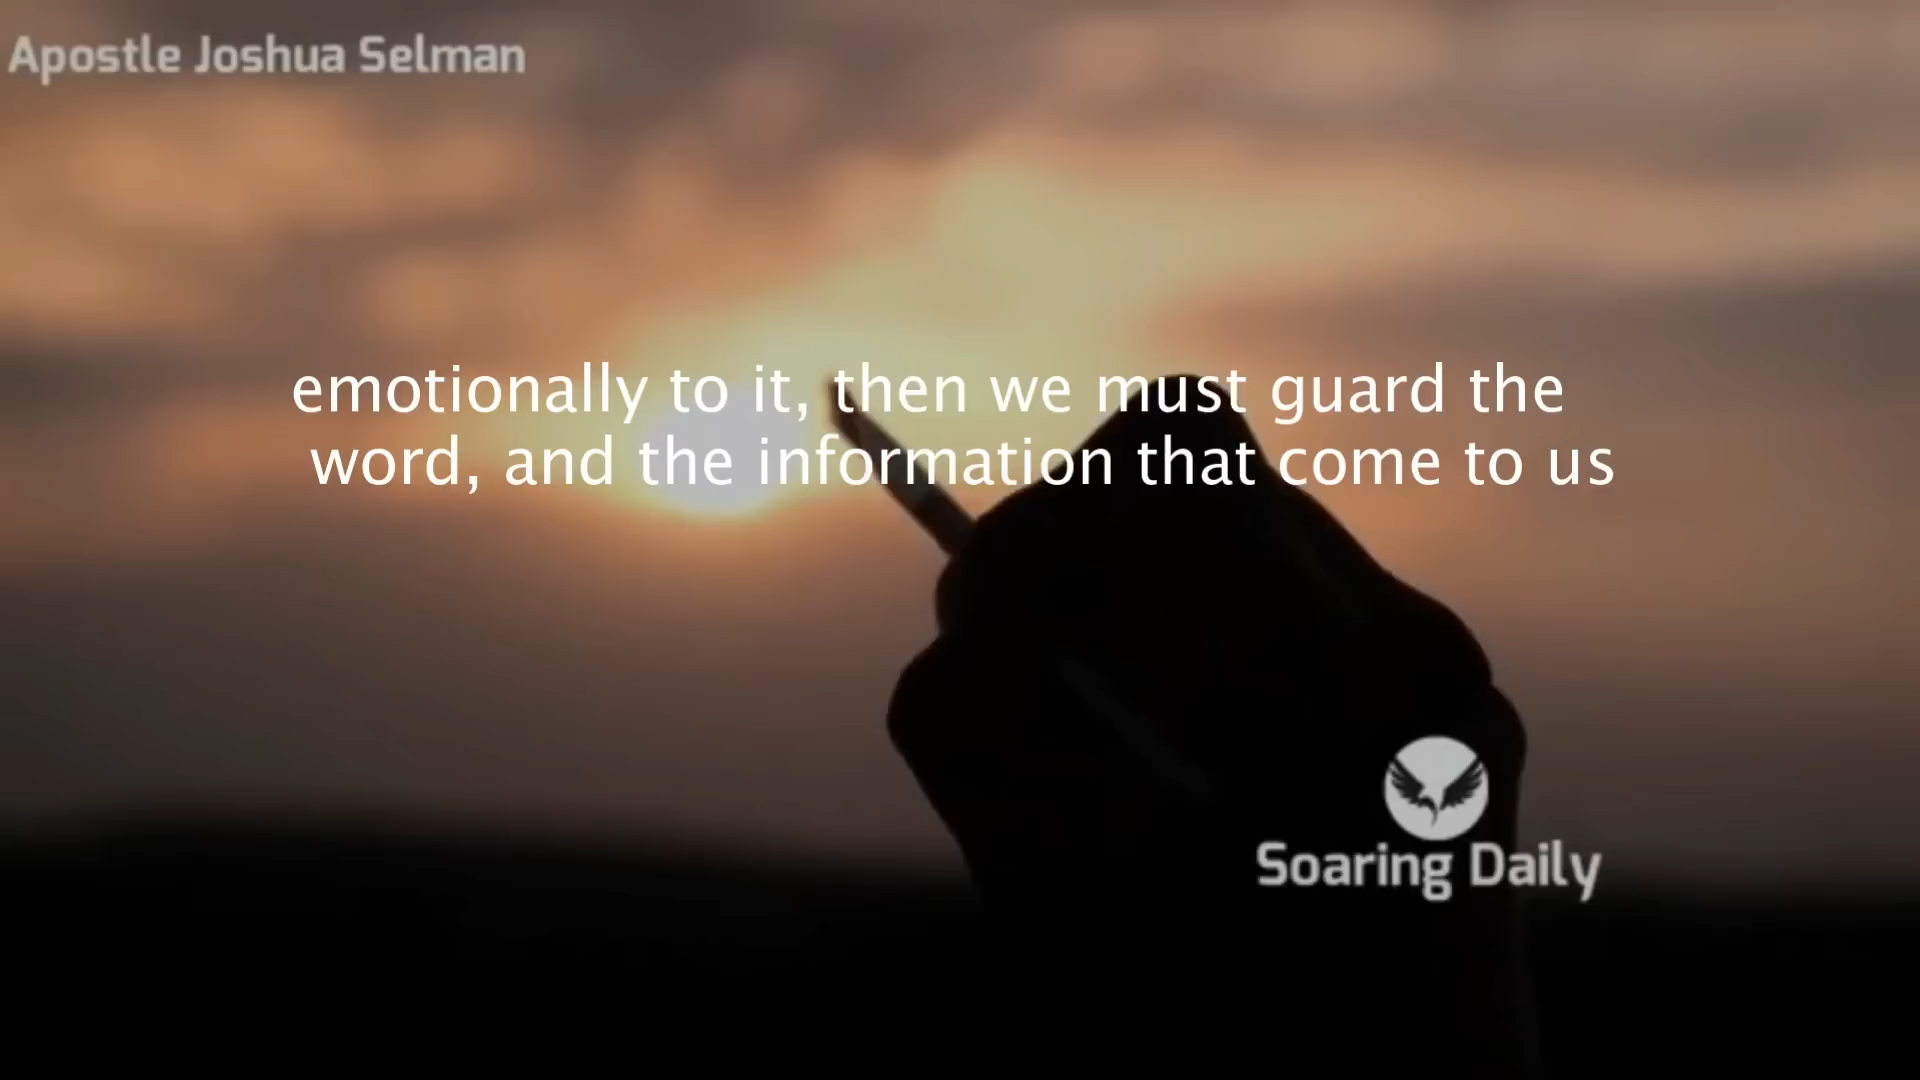 Apostle Joshua Selman
emotionally to it, then we must guard the
word, and the information that come to us
Soaring Daily